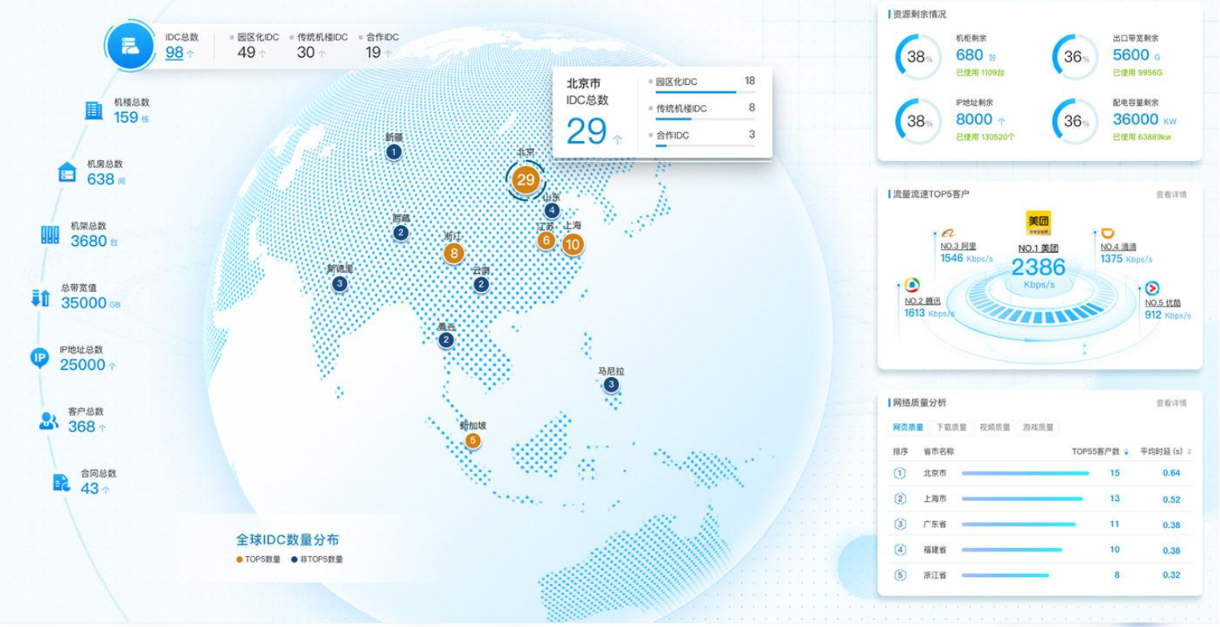 IDC总数
98 个
园区化IDC
49 个
传统机楼IDC
30 个
合作IDC
19 个
机楼总数
159 栋
机房总数
638 间
机架总数
3680 台
总带宽值
35000 GB
IP
IP地址总数
25000 个
客户总数
368 个
合同总数
43 个
新疆
1
北京
29
山东
4
西藏
2
浙江
8
江苏
6
上海
10
新德里
3
云南
2
曼谷
2
马尼拉
3
新加坡
5
北京市
IDC总数
29 个
园区化IDC 18
传统机楼IDC 8
合作IDC 3
全球IDC数量分布
TOP5数量 非TOP5数量
资源剩余情况
38%
机柜剩余
680 台
已使用 1109台
36%
出口带宽剩余
5600 G
已使用 9956G
38%
IP地址剩余
8000 个
已使用 130520个
36%
配电容量剩余
36000 KW
已使用 63889kw
流量流速TOP5客户 查看详情
美团
NO.1 美团
2386
Kbps/s
NO.3 阿里
1546 Kbps/s
NO.4 滴滴
1375 Kbps/s
NO.2 腾讯
1613 Kbps/s
NO.5 优酷
912 Kbps/s
网络质量分析 查看详情
网页质量 下载质量 视频质量 游戏质量
排序 省市名称 TOP55客户数 平均时延 (s)
1 北京市 15 0.64
2 上海市 13 0.52
3 广东省 11 0.38
4 福建省 10 0.38
5 浙江省 8 0.32